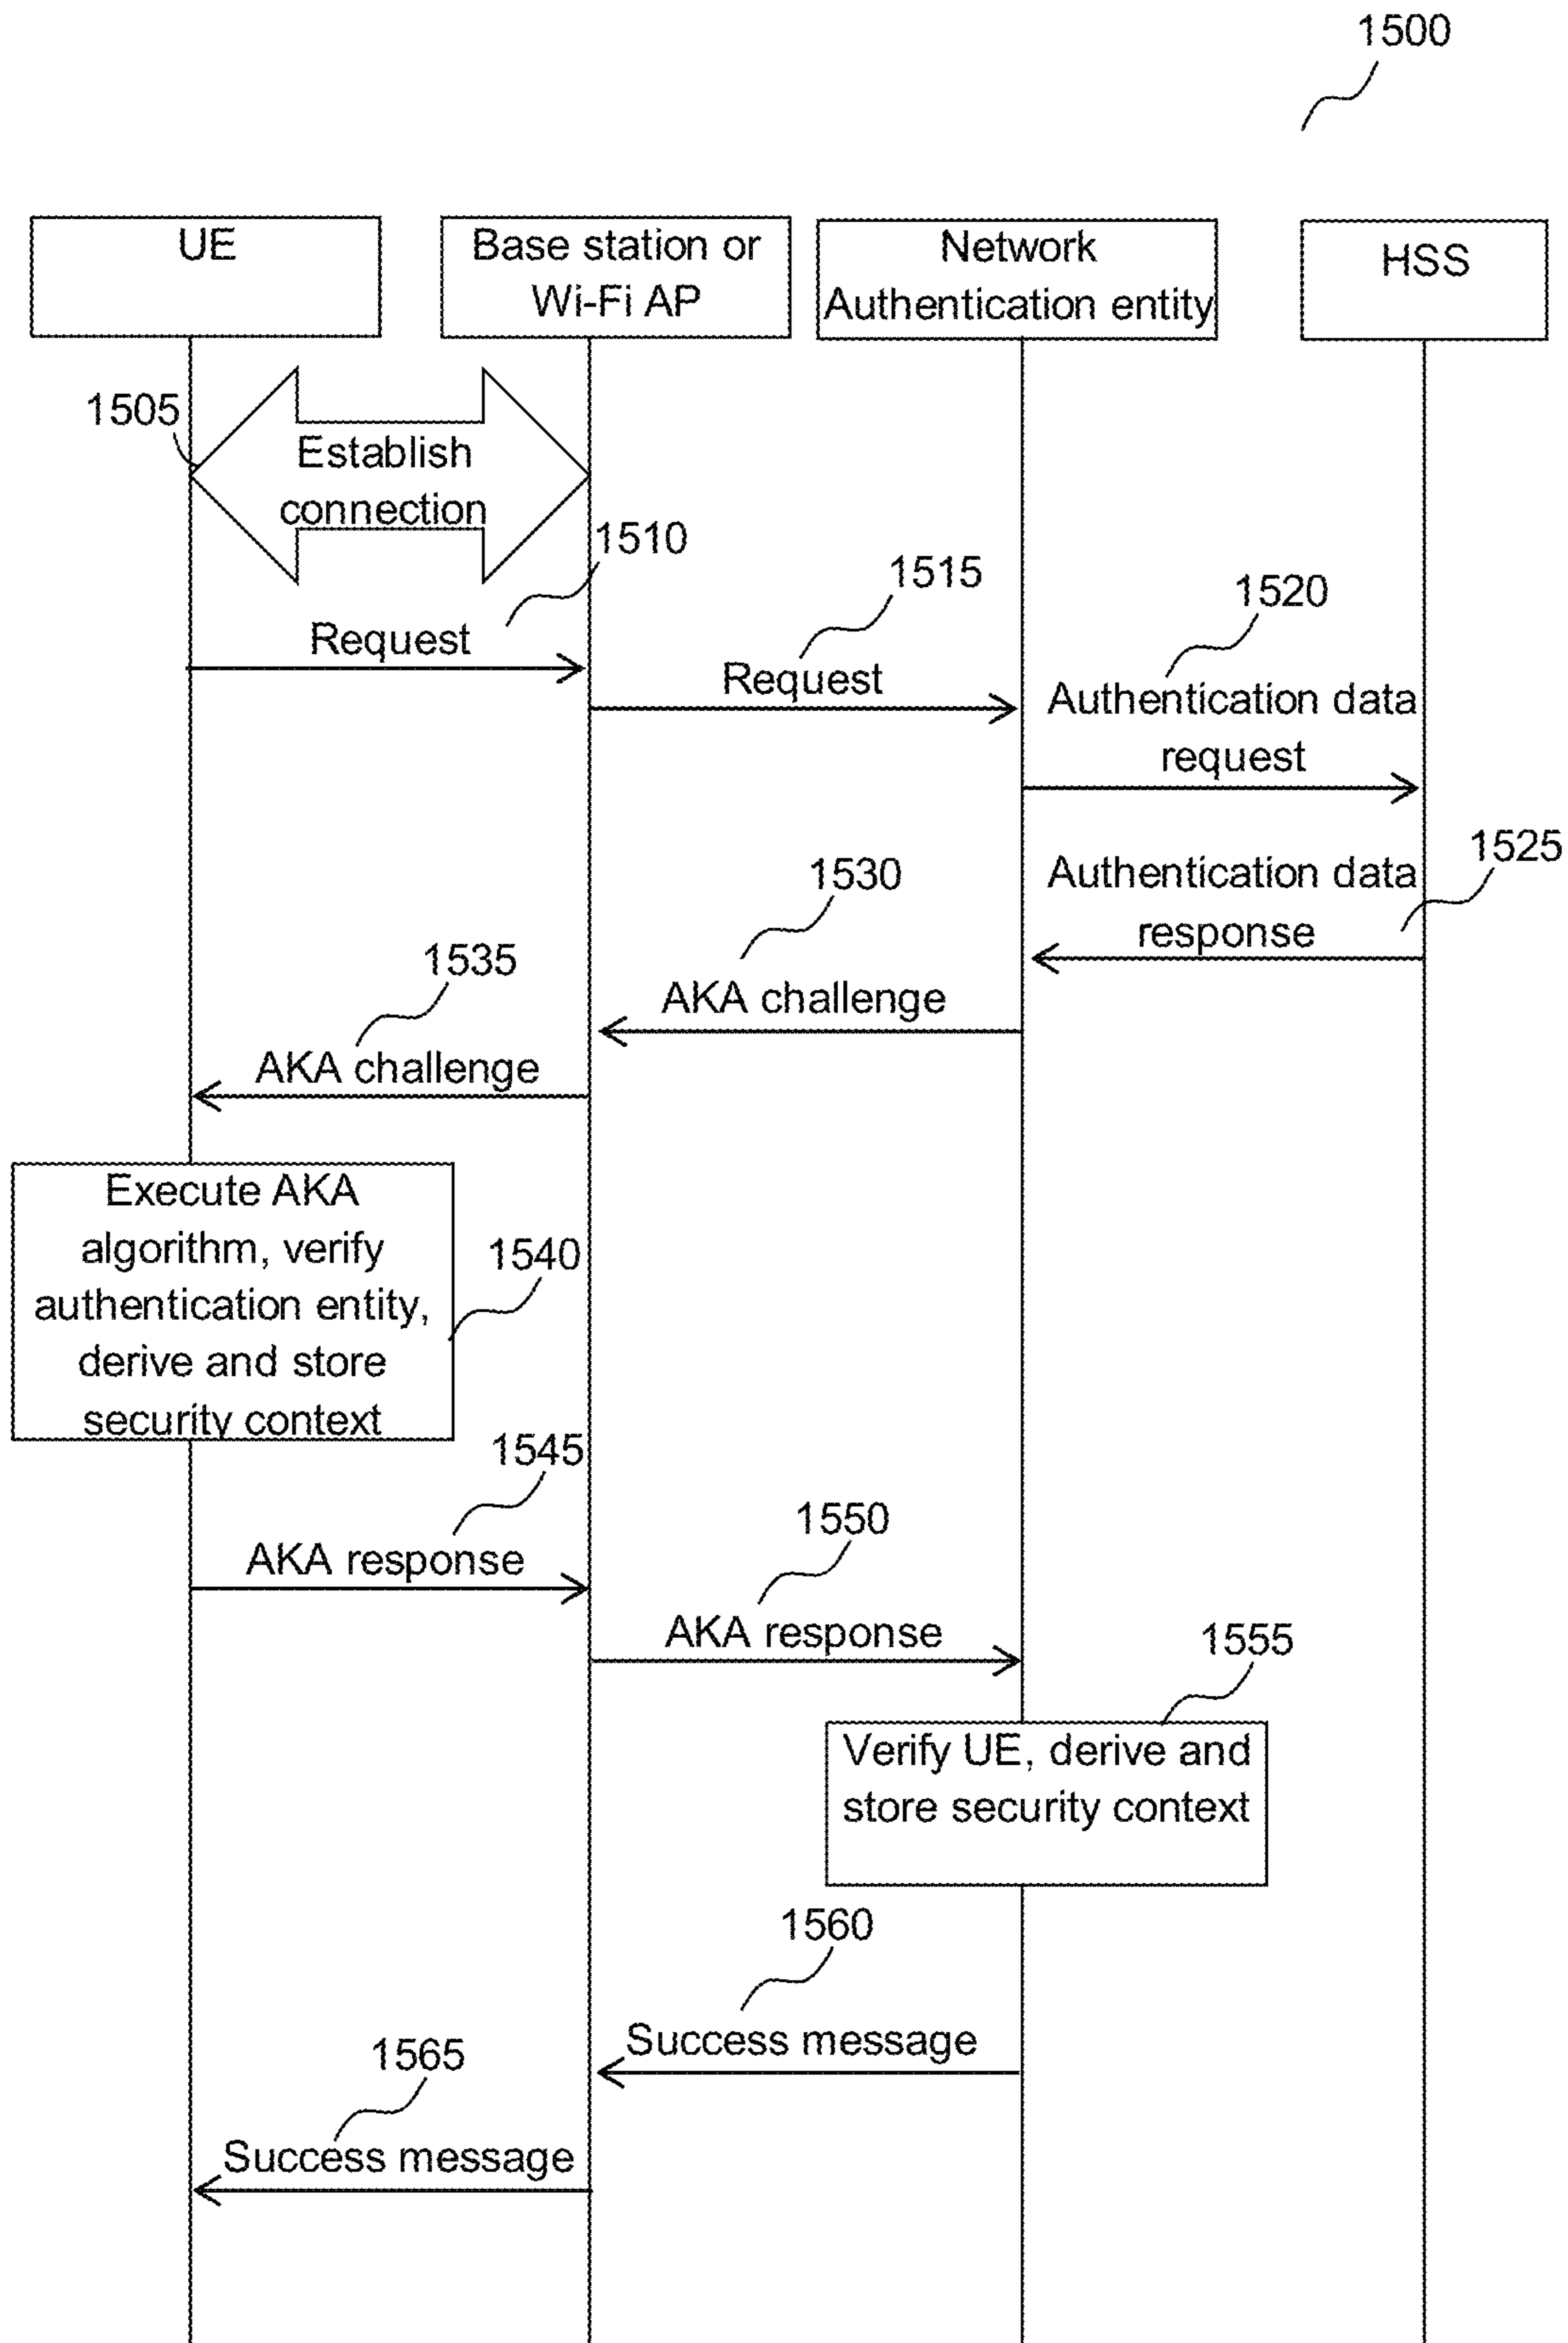 1500
UE
Base station or
Wi-Fi AP
Network
Authentication entity
HSS
1505
Establish
connection
1510
Request
1515
Request
1520
Authentication data
request
1525
Authentication data
response
1530
AKA challenge
1535
AKA challenge
Execute AKA
algorithm, verify
authentication entity,
derive and store
security context
1540
1545
AKA response
1550
AKA response
1555
Verify UE, derive and
store security context
1560
Success message
1565
Success message